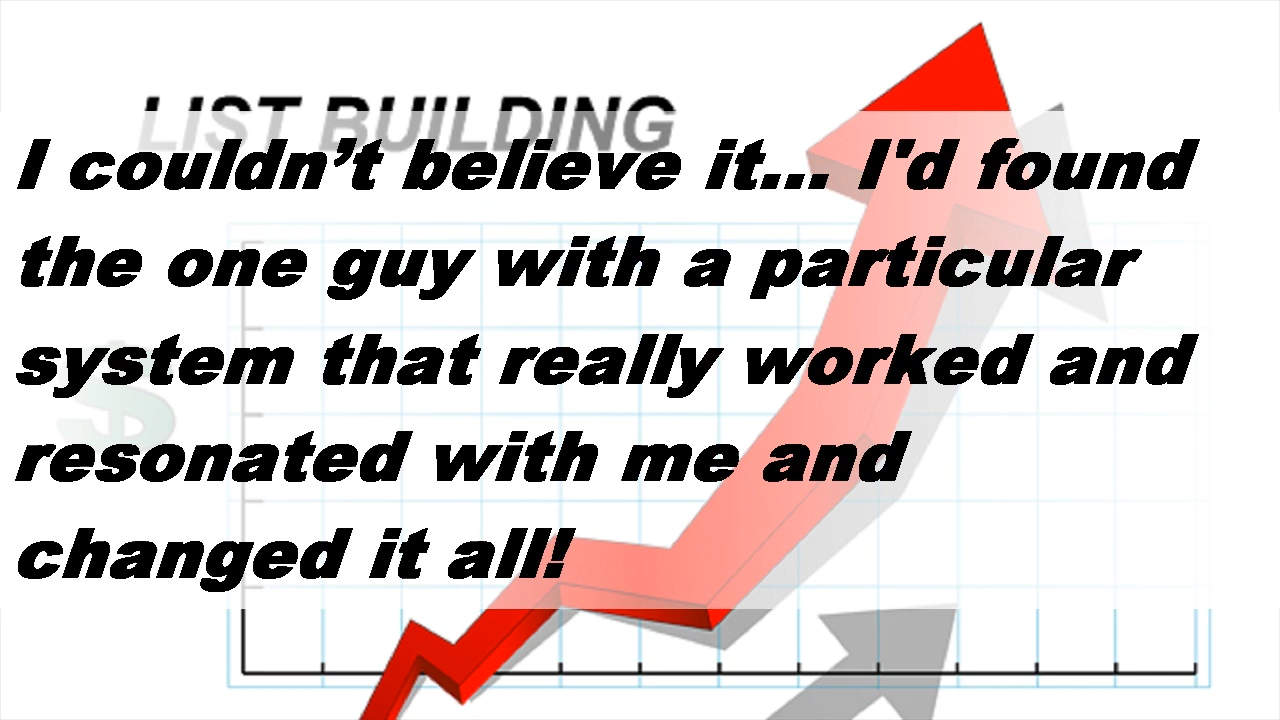 LIST BUILDING
I couldn’t believe it... I'd found
the one guy with a particular
system that really worked and
resonated with me and
changed it all!
$